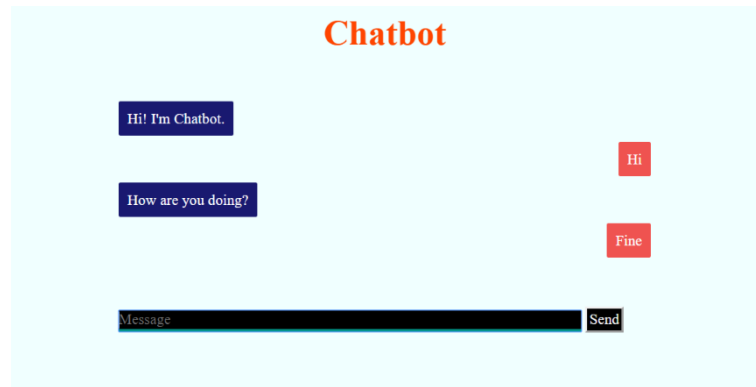 Chatbot
Hi! I'm Chatbot.
Hi
How are you doing?
Fine
Message
Send